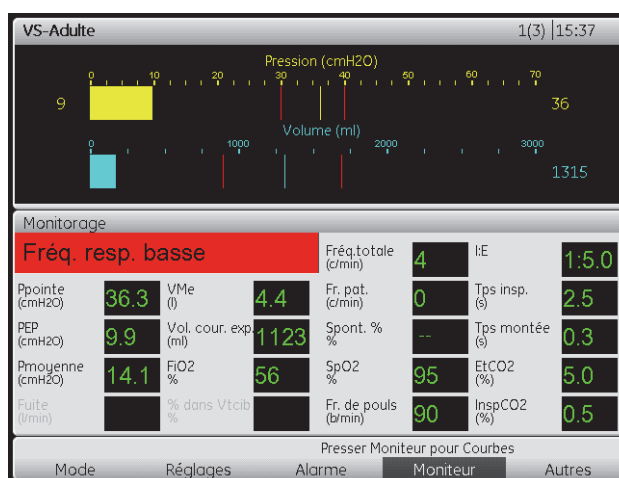 VS-Adulte 1(3) | 15:37
Pression (cmH2O)
0 10 20 30 40 50 60 70
9 36
Volume (ml)
0 1000 2000 3000
1315
Monitorage
Fréq. resp. basse
Fréq.totale (c/min) 4
I:E 1:5.0
Ppointe (cmH2O) 36.3
VMe (l) 4.4
Fr. pat. (c/min) 0
Tps insp. (s) 2.5
PEP (cmH2O) 9.9
Vol. cour. exp. (ml) 1123
Spont. % % --
Tps montée (s) 0.3
Pmoyenne (cmH2O) 14.1
FiO2 % 56
SpO2 % 95
EtCO2 (%) 5.0
Fuite (l/min)
% dans Vtcib %
Fr. de pouls (b/min) 90
InspCO2 (%) 0.5
Presser Moniteur pour Courbes
Mode Réglages Alarme Moniteur Autres